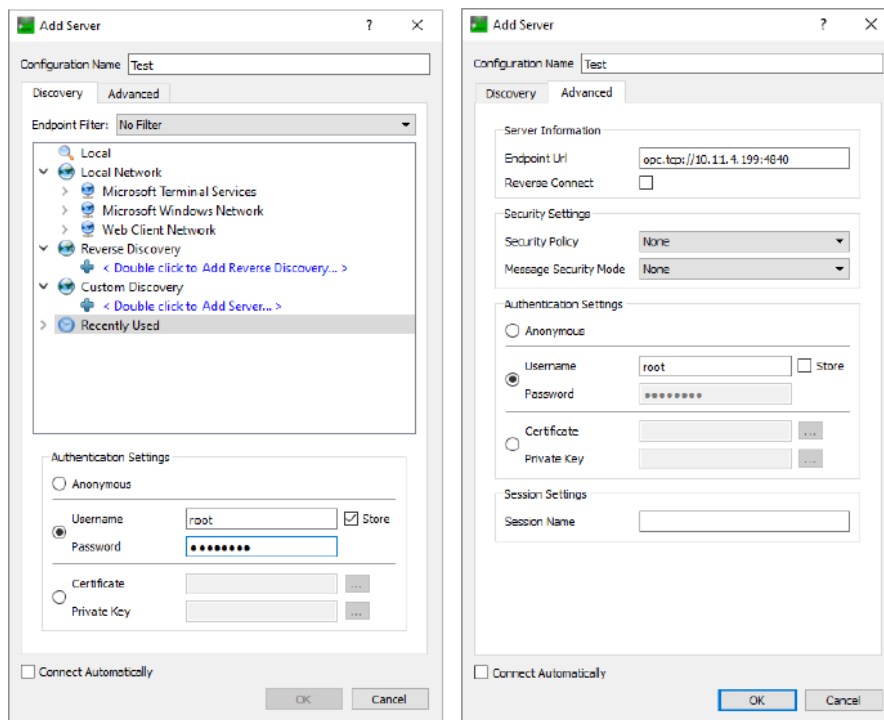 Add Server ? ×
Configuration Name Test
Discovery Advanced
Endpoint Filter: No Filter
Local
Local Network
Microsoft Terminal Services
Microsoft Windows Network
Web Client Network
Reverse Discovery
< Double click to Add Reverse Discovery... >
Custom Discovery
< Double click to Add Server... >
Recently Used
Authentication Settings
Anonymous
Username root Store
Password ●●●●●●●●
Certificate ...
Private Key ...
Connect Automatically
OK Cancel
Add Server ? ×
Configuration Name Test
Discovery Advanced
Server Information
Endpoint Url opc.tcp://10.11.4.199:4840
Reverse Connect
Security Settings
Security Policy None
Message Security Mode None
Authentication Settings
Anonymous
Username root Store
Password ●●●●●●●●
Certificate ...
Private Key ...
Session Settings
Session Name
Connect Automatically
OK Cancel